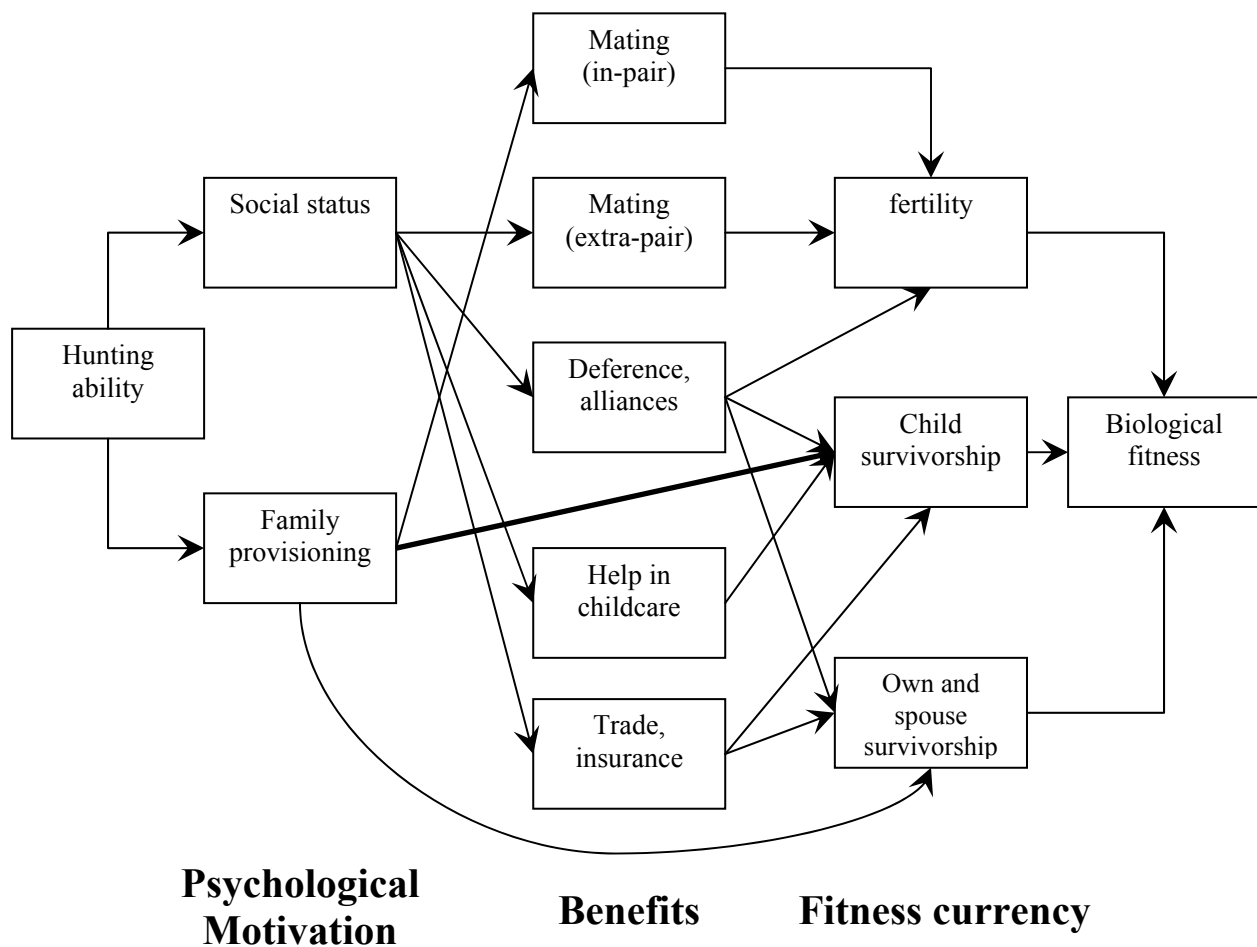 Mating
(in-pair)
Social status
Mating
(extra-pair)
fertility
Hunting
ability
Deference,
alliances
Child
survivorship
Biological
fitness
Family
provisioning
Help in
childcare
Own and
spouse
survivorship
Trade,
insurance
Psychological
Motivation
Benefits
Fitness currency